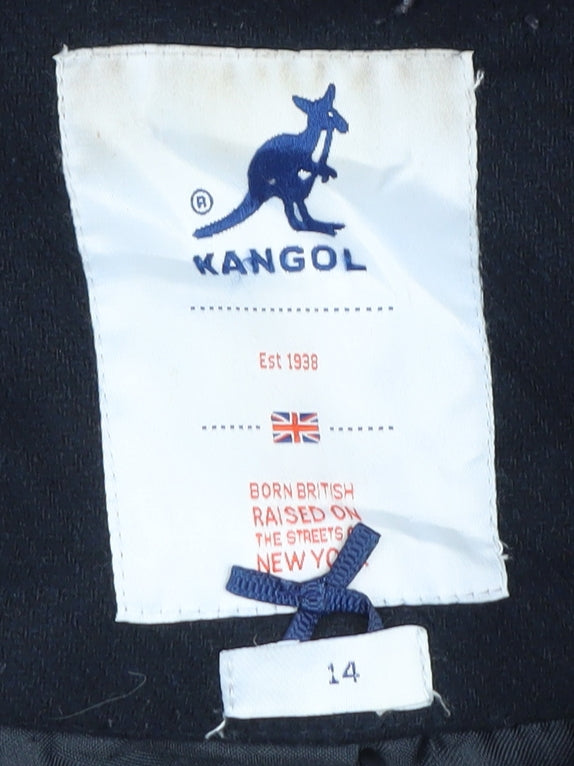 ®
KANGOL
Est 1938
BORN BRITISH
RAISED ON
THE STREETS
NEW
14